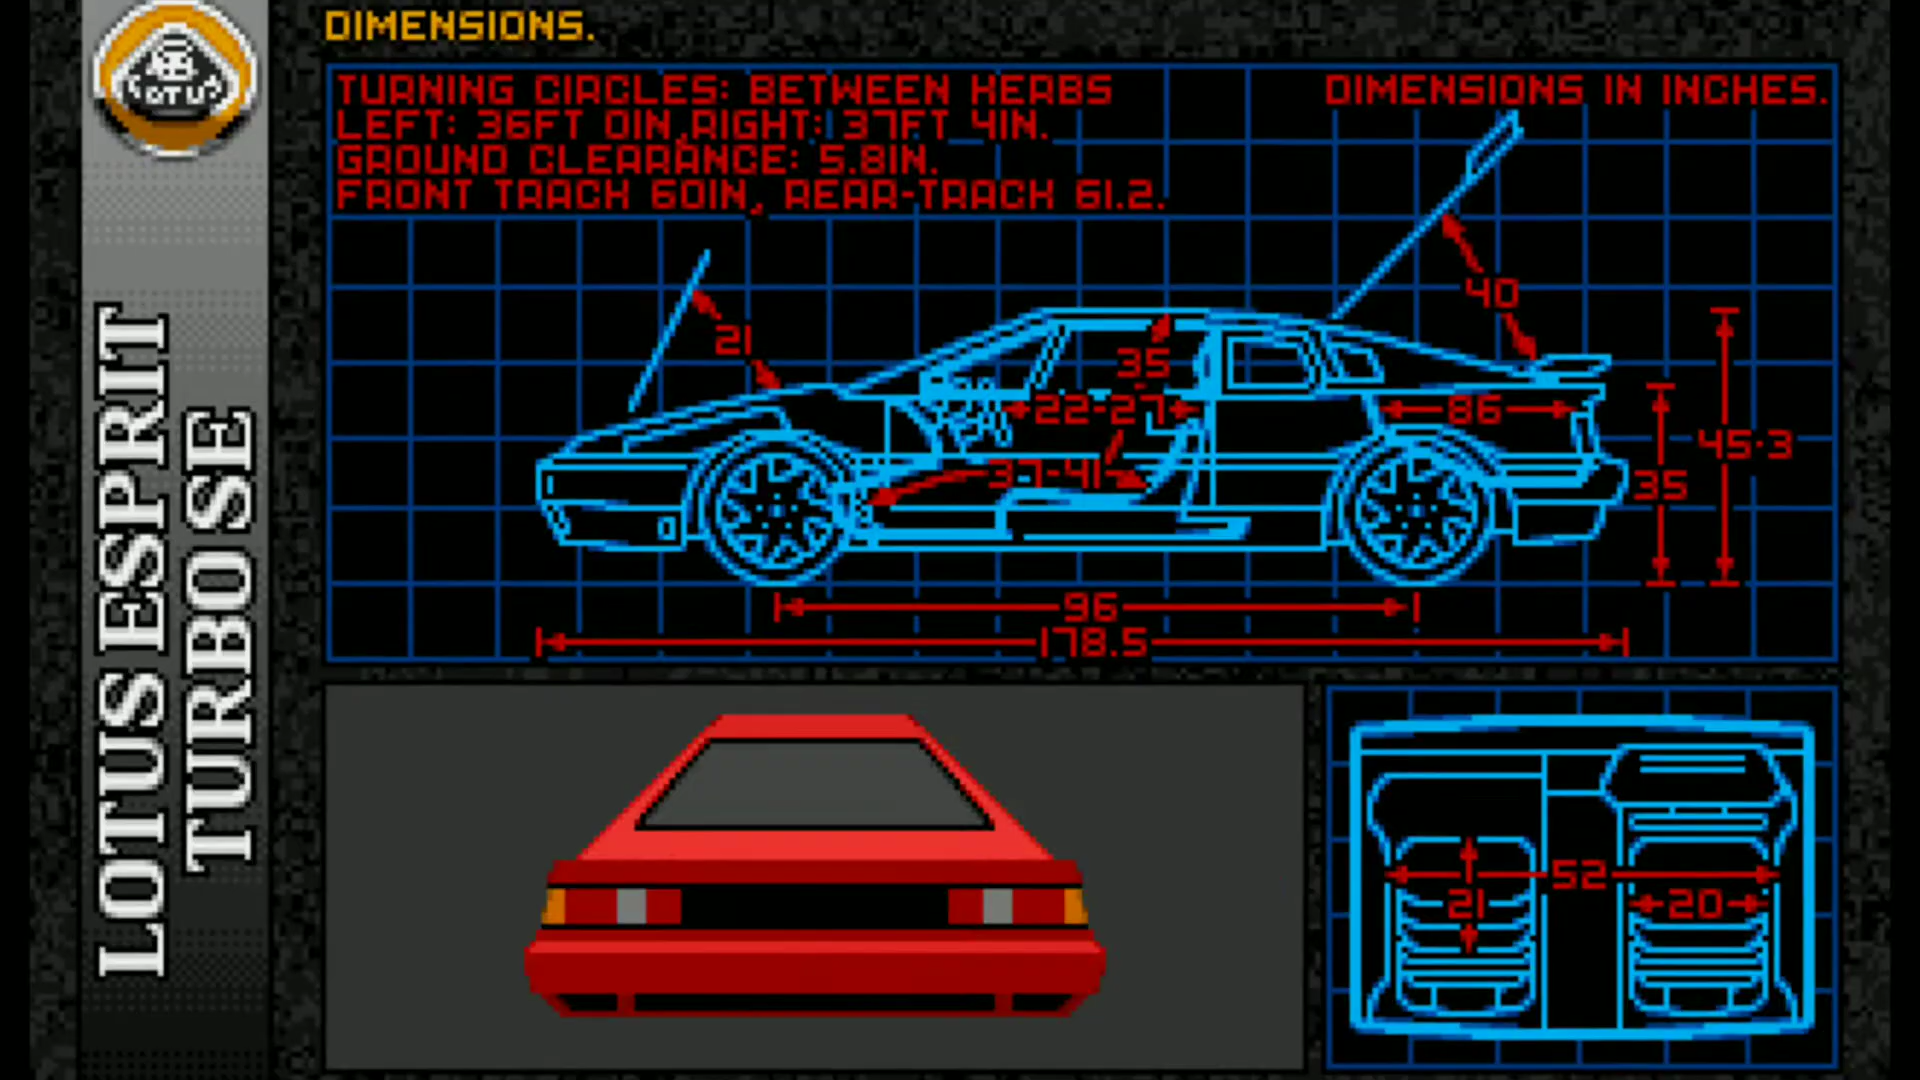 DIMENSIONS.
TURNING CIRCLES: BETWEEN KERBS
DIMENSIONS IN INCHES.
LEFT: 36FT 0IN,RIGHT: 37FT 4IN.
GROUND CLEARANCE: 5.8IN.
FRONT TRACK 60IN, REAR-TRACK 61.2.
LOTUS
LOTUS ESPRIT
TURBO SE
40
21
35
22-27
86
45.3
37-41
35
96
178.5
52
21
20